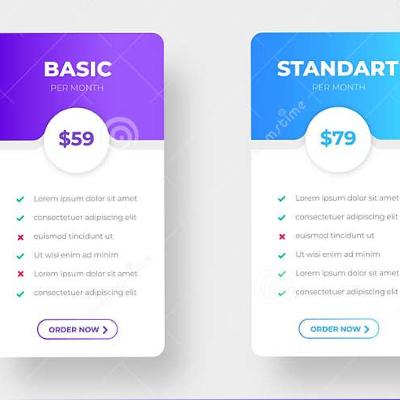 BASIC
PER MONTH
$59
Lorem ipsum dolor sit amet
consectetuer adipiscing elit
euismod tincidunt ut
Ut wisi enim ad minim
Lorem ipsum dolor sit amet
consectetuer adipiscing elit
ORDER NOW
STANDART
PER MONTH
$79
Lorem ipsum dolor sit amet
consectetuer adipiscing elit
euismod tincidunt ut
Ut wisi enim ad minim
Lorem ipsum dolor sit amet
consectetuer adipiscing elit
ORDER NOW